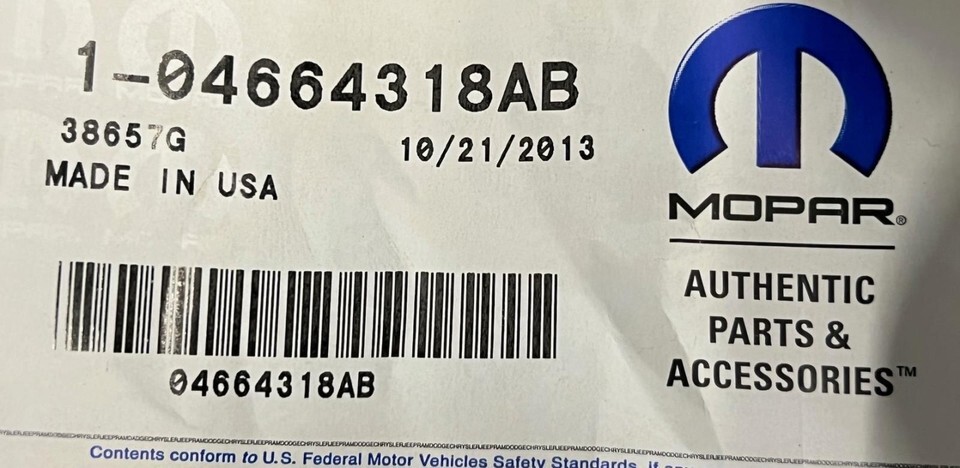 1-04664318AB
38657G 10/21/2013
MADE IN USA
04664318AB
MOPAR®
AUTHENTIC
PARTS &
ACCESSORIES™
Contents conform to U.S. Federal Motor Vehicles Safety Standards. If